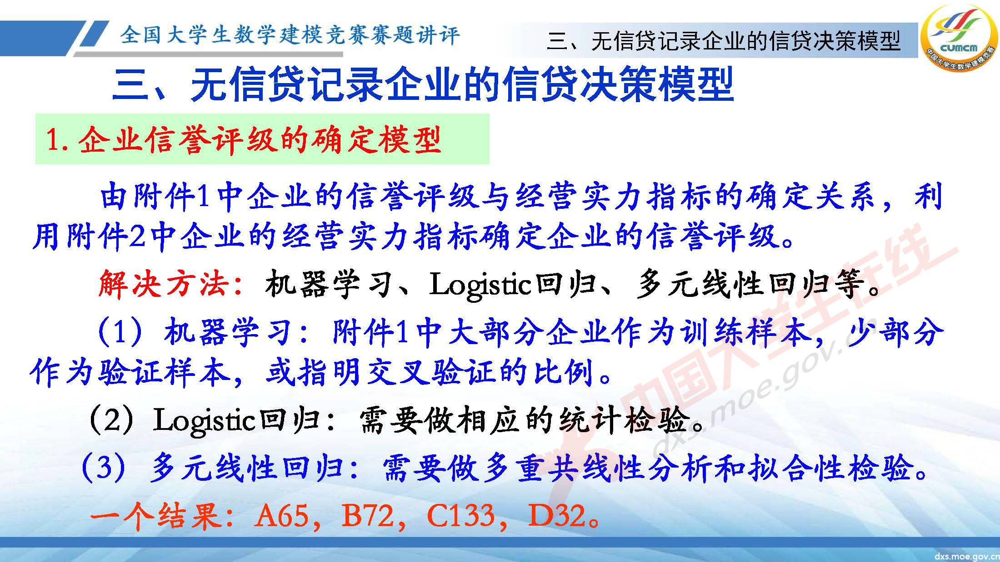 全国大学生数学建模竞赛赛题讲评
三、无信贷记录企业的信贷决策模型
CUMCM
中国大学生数学建模竞赛
三、无信贷记录企业的信贷决策模型
1.企业信誉评级的确定模型
由附件1中企业的信誉评级与经营实力指标的确定关系，利
用附件2中企业的经营实力指标确定企业的信誉评级。
解决方法：机器学习、Logistic回归、多元线性回归等。
（1）机器学习：附件1中大部分企业作为训练样本，少部分
作为验证样本，或指明交叉验证的比例。
（2）Logistic回归：需要做相应的统计检验。
（3）多元线性回归：需要做多重共线性分析和拟合性检验。
一个结果：A65，B72，C133，D32。
中国大学生在线
dxs.moe.gov.cn
dxs.moe.gov.cn